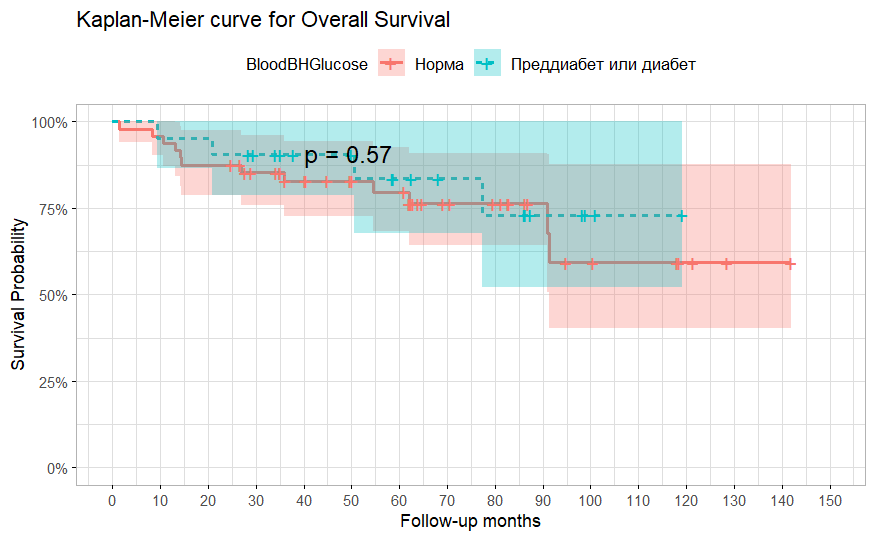 Kaplan-Meier curve for Overall Survival
BloodBHGlucose Норма Преддиабет или диабет
100%
p = 0.57
75%
50%
25%
0%
Survival Probability
0 10 20 30 40 50 60 70 80 90 100 110 120 130 140 150
Follow-up months